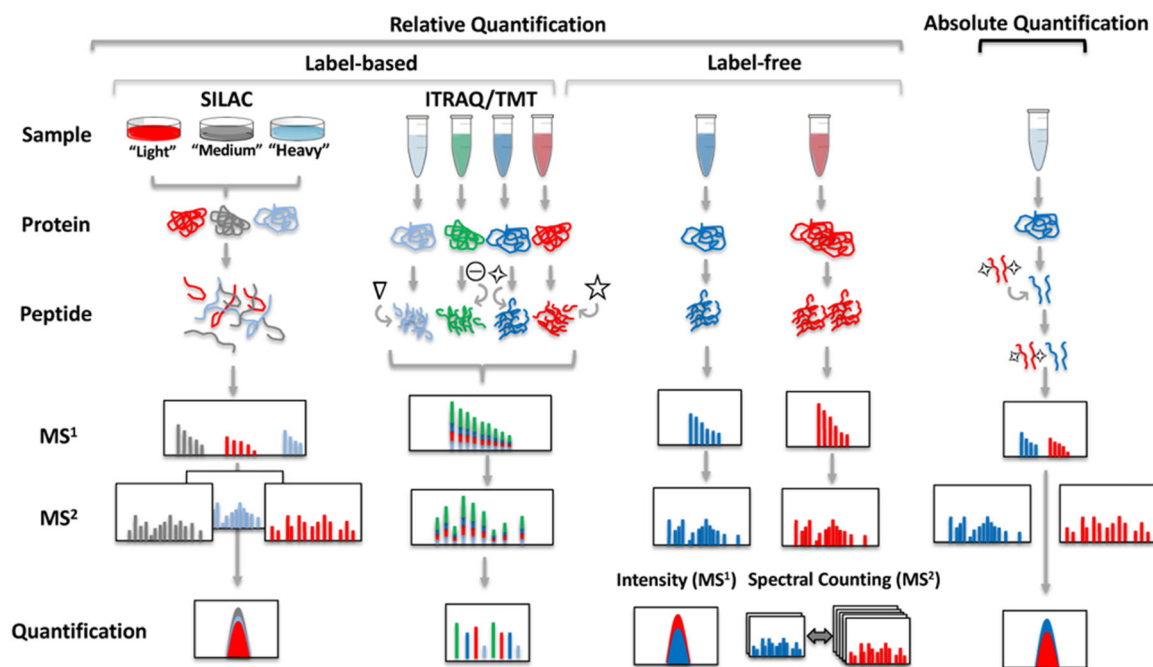 Relative Quantification
Absolute Quantification
Label-based
Label-free
SILAC
ITRAQ/TMT
Sample
“Light”
“Medium”
“Heavy”
Protein
Peptide
MS¹
MS²
Intensity (MS¹)
Spectral Counting (MS²)
Quantification